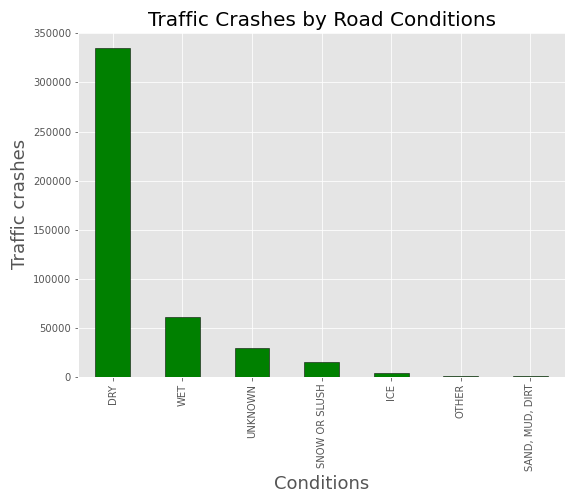 Traffic Crashes by Road Conditions
Traffic crashes
350000
300000
250000
200000
150000
100000
50000
0
DRY
WET
UNKNOWN
SNOW OR SLUSH
ICE
OTHER
SAND, MUD, DIRT
Conditions